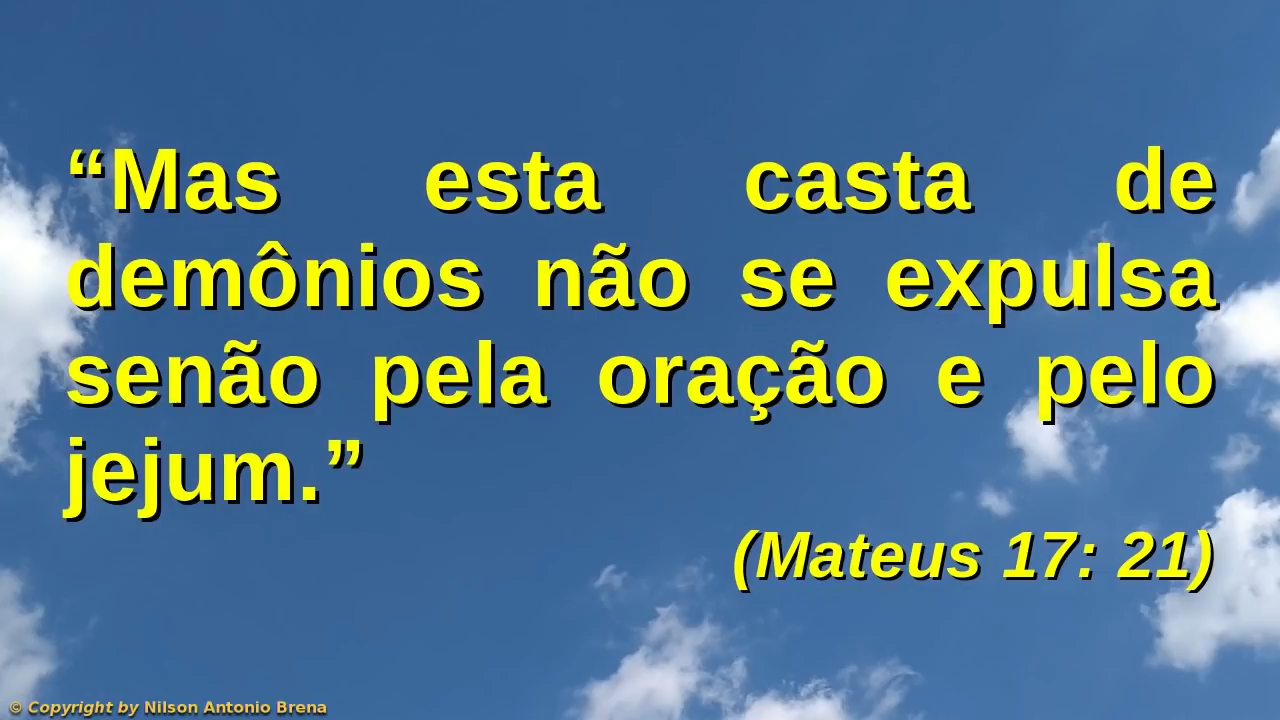 “Mas esta casta de
demônios não se expulsa
senão pela oração e pelo
jejum.”
(Mateus 17: 21)
© Copyright by Nilson Antonio Brena